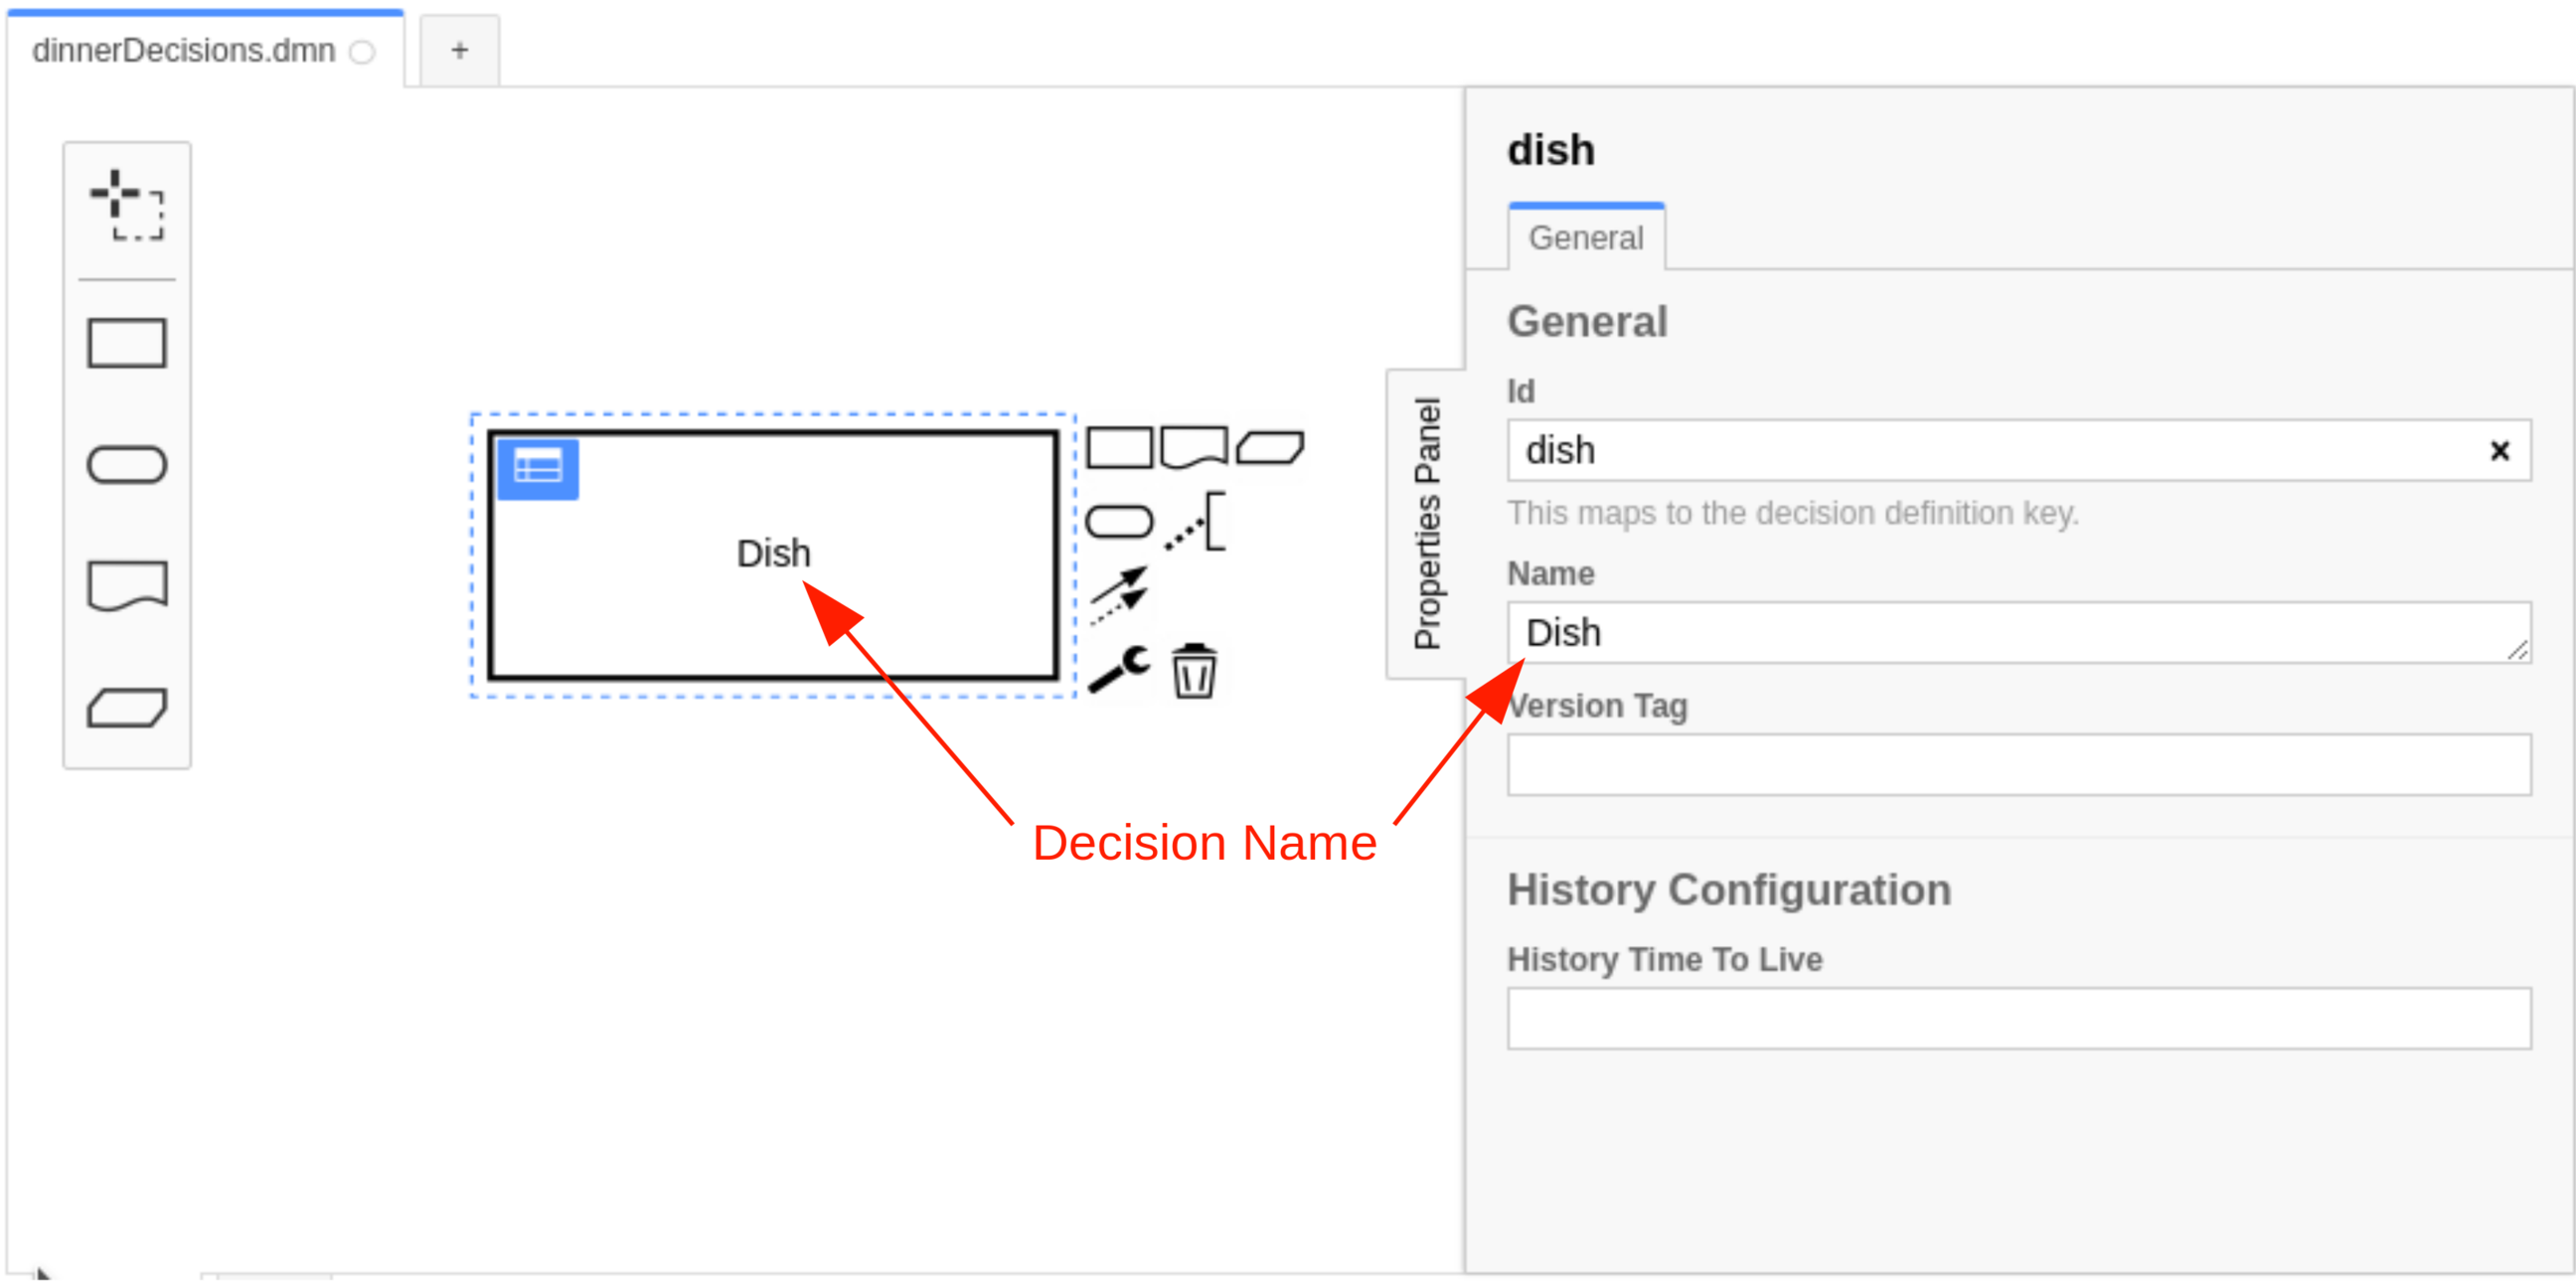 dinnerDecisions.dmn
+
Dish
Decision Name
Properties Panel
dish
General
General
Id
dish
This maps to the decision definition key.
Name
Dish
Version Tag
History Configuration
History Time To Live